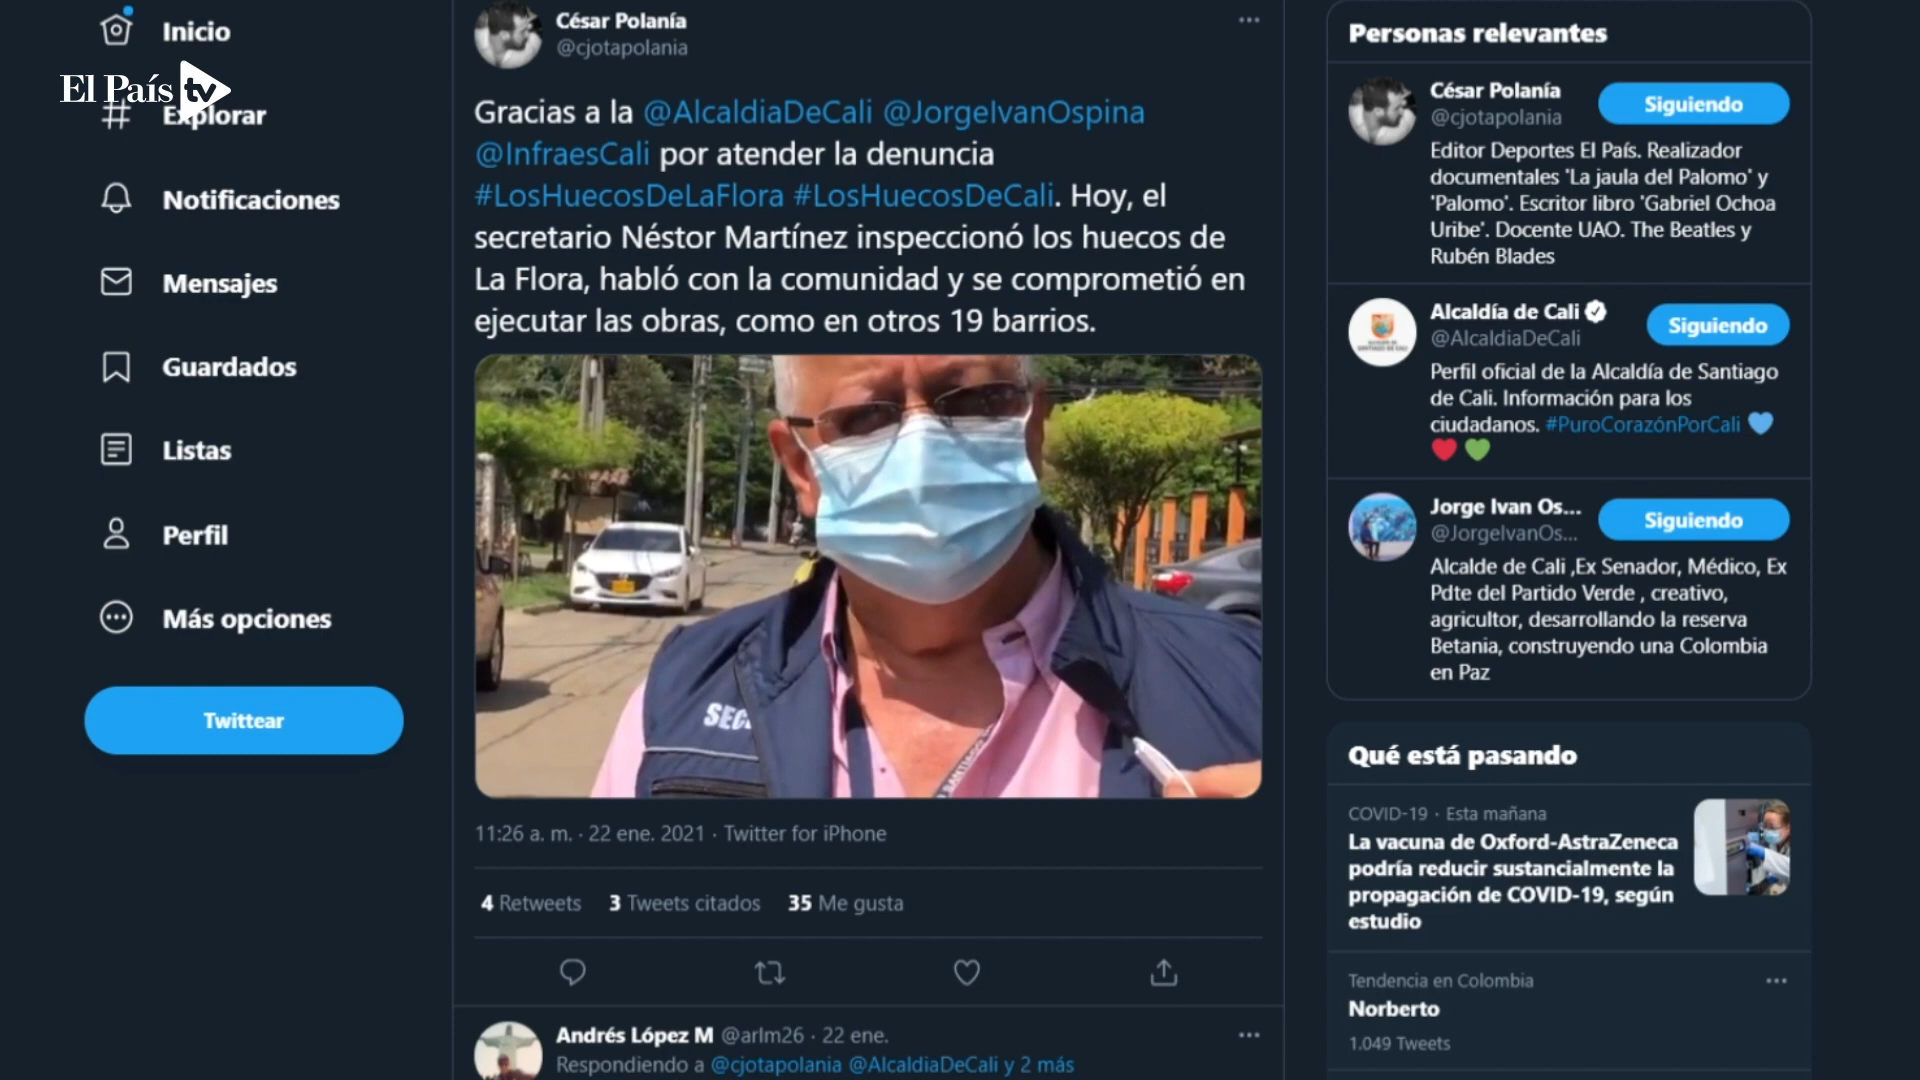 Inicio
El País tv
Explorar
Notificaciones
Mensajes
Guardados
Listas
Perfil
Más opciones
Twittear
César Polanía
@cjotapolania
Gracias a la @AlcaldiaDeCali @JorgeIvanOspina
@InfraesCali por atender la denuncia
#LosHuecosDeLaFlora #LosHuecosDeCali. Hoy, el
secretario Néstor Martínez inspeccionó los huecos de
La Flora, habló con la comunidad y se comprometió en
ejecutar las obras, como en otros 19 barrios.
SEC
11:26 a. m. · 22 ene. 2021 · Twitter for iPhone
4 Retweets 3 Tweets citados 35 Me gusta
Andrés López M @arlm26 · 22 ene.
Respondiendo a @cjotapolania @AlcaldiaDeCali y 2 más
Personas relevantes
César Polanía
@cjotapolania
Siguiendo
Editor Deportes El País. Realizador
documentales 'La jaula del Palomo' y
'Palomo'. Escritor libro 'Gabriel Ochoa
Uribe'. Docente UAO. The Beatles y
Rubén Blades
Alcaldía de Cali
@AlcaldiaDeCali
Siguiendo
Perfil oficial de la Alcaldía de Santiago
de Cali. Información para los
ciudadanos. #PuroCorazónPorCali
Jorge Ivan Os...
@JorgeIvanOs...
Siguiendo
Alcalde de Cali ,Ex Senador, Médico, Ex
Pdte del Partido Verde , creativo,
agricultor, desarrollando la reserva
Betania, construyendo una Colombia
en Paz
Qué está pasando
COVID-19 · Esta mañana
La vacuna de Oxford-AstraZeneca
podría reducir sustancialmente la
propagación de COVID-19, según
estudio
Tendencia en Colombia
Norberto
1.049 Tweets